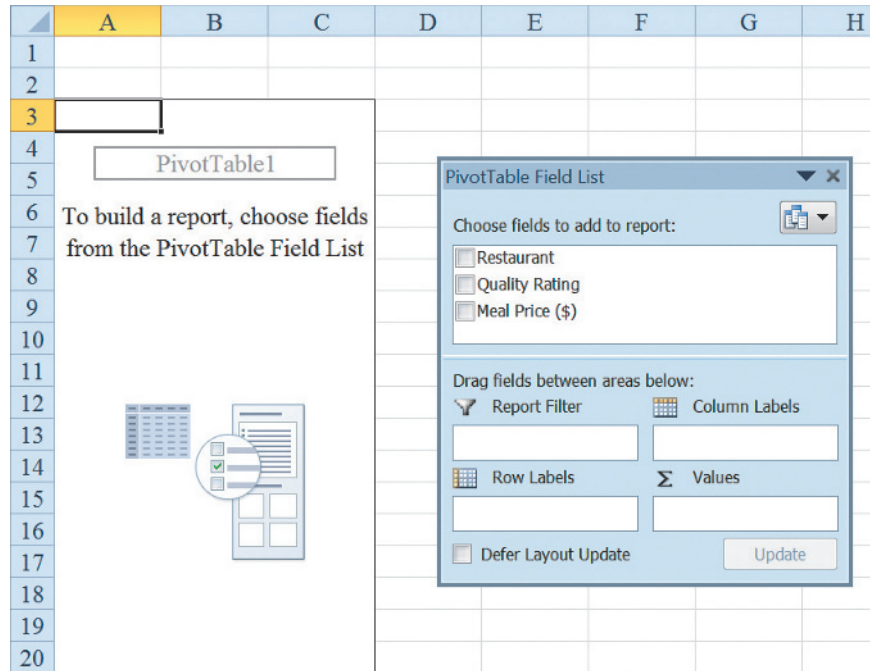 A B C D E F G H
1
2
3
4
5
6
7
8
9
10
11
12
13
14
15
16
17
18
19
20
PivotTable1
To build a report, choose fields
from the PivotTable Field List
PivotTable Field List
Choose fields to add to report:
Restaurant
Quality Rating
Meal Price ($)
Drag fields between areas below:
Report Filter Column Labels
Row Labels Σ Values
Defer Layout Update Update